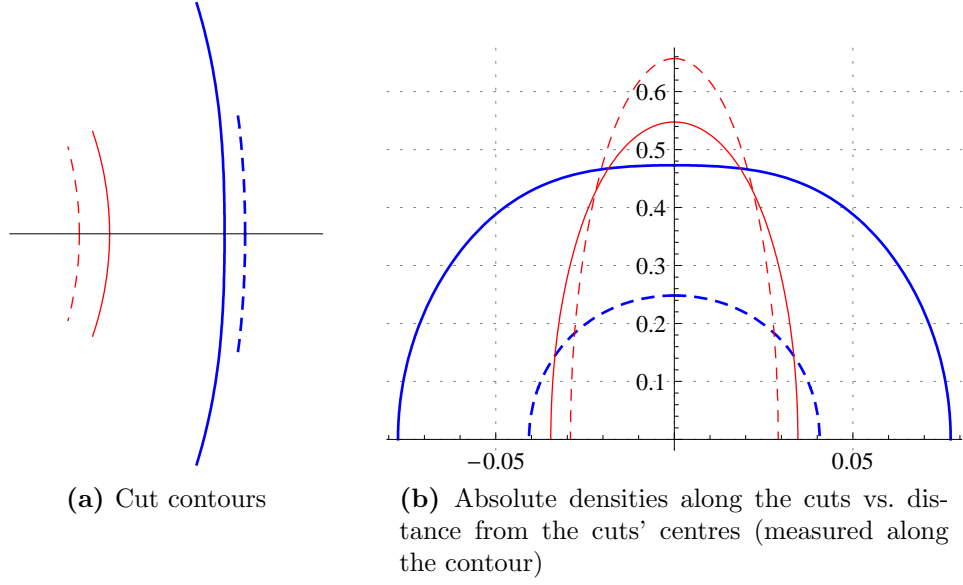 0.6
0.5
0.4
0.3
0.2
0.1
−0.05
0.05
(a) Cut contours
(b) Absolute densities along the cuts vs. dis-
tance from the cuts’ centres (measured along
the contour)